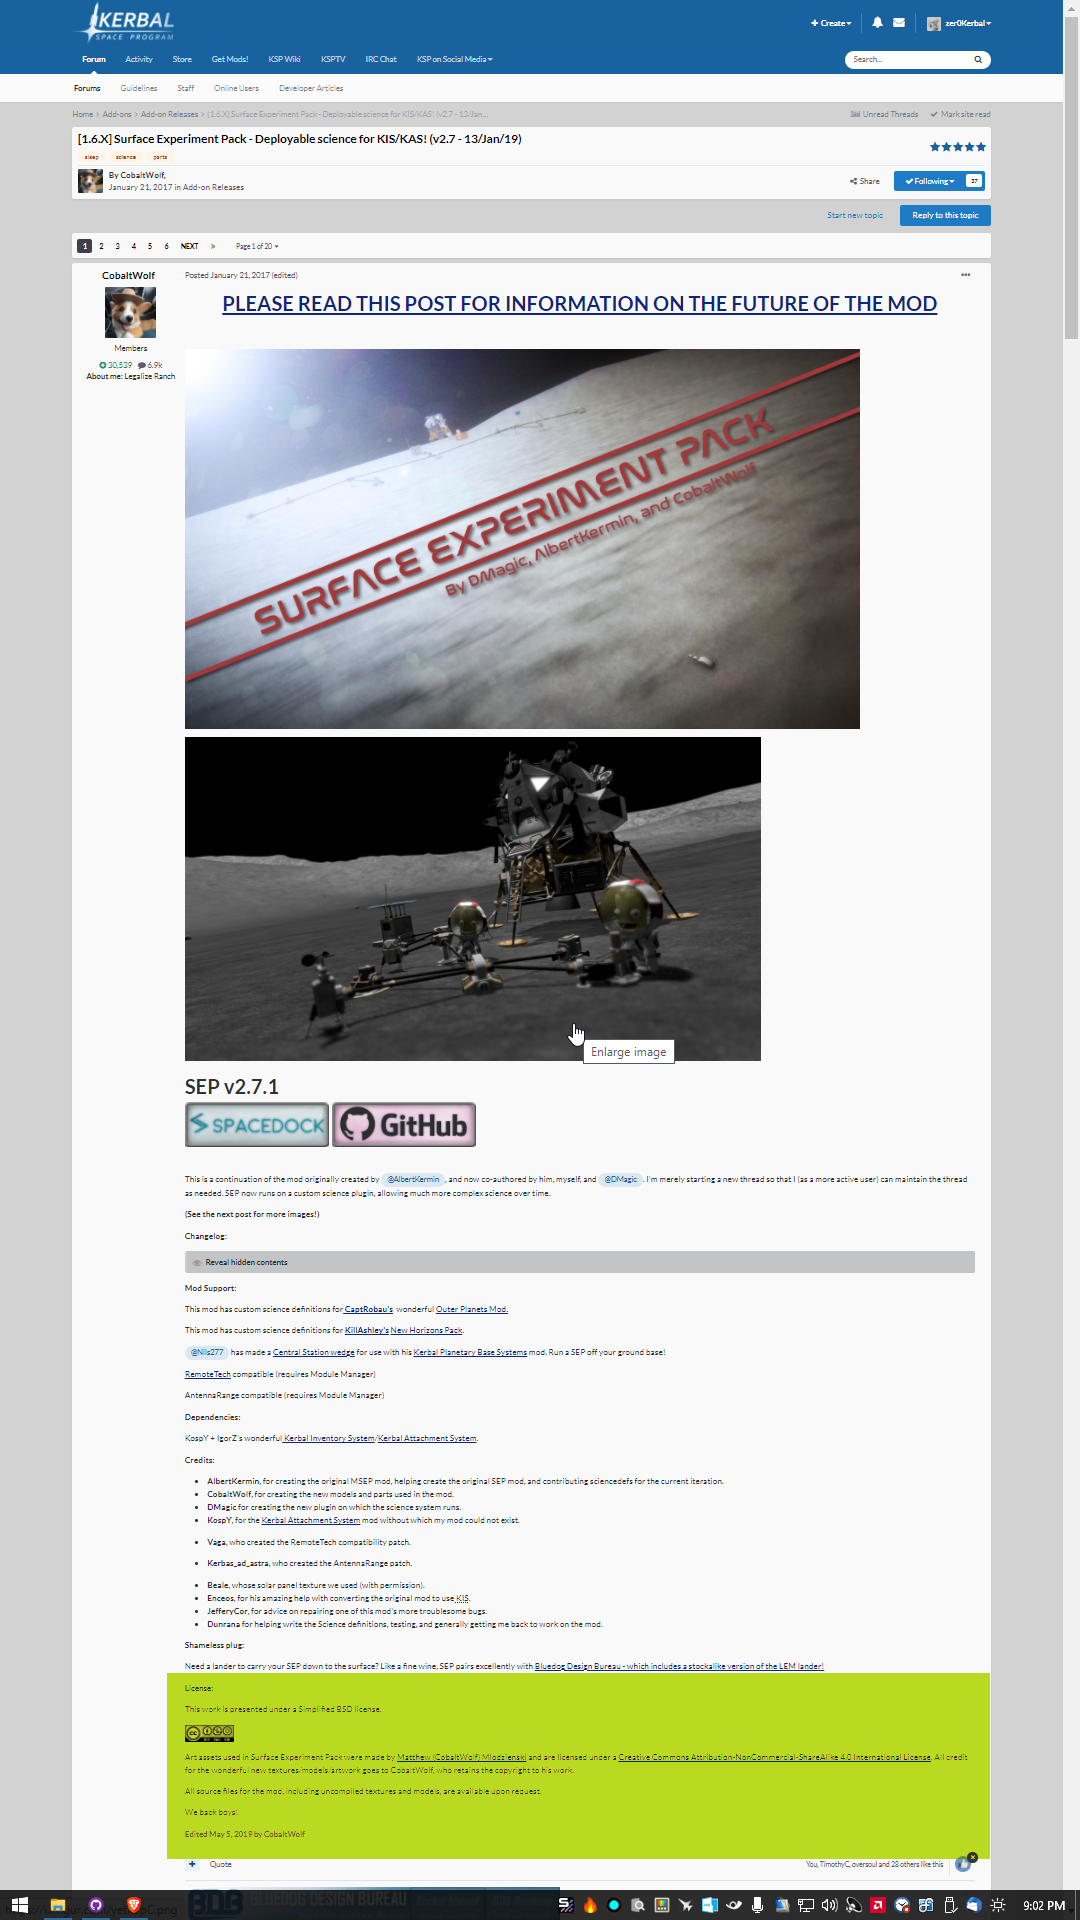 KERBAL
SPACE PROGRAM
Create
zer0Kerbal
Forum Activity Store Get Mods! KSP Wiki KSPTV IRC Chat KSP on Social Media
Search...
Forums Guidelines Staff Online Users Developer Articles
Home > Add-ons > Add-on Releases > [1.6.X] Surface Experiment Pack - Deployable science for KIS/KAS! (v2.7 - 13/Jan...
Unread Threads Mark site read
[1.6.X] Surface Experiment Pack - Deployable science for KIS/KAS! (v2.7 - 13/Jan/19)
alsep science parts
By CobaltWolf,
January 21, 2017 in Add-on Releases
Share Following 37
Start new topic Reply to this topic
1 2 3 4 5 6 NEXT » Page 1 of 20
CobaltWolf
Members
30,539 6.9k
About me: Legalize Ranch
Posted January 21, 2017 (edited)
PLEASE READ THIS POST FOR INFORMATION ON THE FUTURE OF THE MOD
SURFACE EXPERIMENT PACK
By DMagic, AlbertKermin, and CobaltWolf
Enlarge image
SEP v2.7.1
SPACEDOCK GitHub
This is a continuation of the mod originally created by @AlbertKermin , and now co-authored by him, myself, and @DMagic . I'm merely starting a new thread so that I (as a more active user) can maintain the thread
as needed. SEP now runs on a custom science plugin, allowing much more complex science over time.
(See the next post for more images!)
Changelog:
Reveal hidden contents
Mod Support:
This mod has custom science definitions for CaptRobau's wonderful Outer Planets Mod.
This mod has custom science definitions for KillAshley's New Horizons Pack.
@Nils277 has made a Central Station wedge for use with his Kerbal Planetary Base Systems mod. Run a SEP off your ground base!
RemoteTech compatible (requires Module Manager)
AntennaRange compatible (requires Module Manager)
Dependencies:
KospY + IgorZ's wonderful Kerbal Inventory System/Kerbal Attachment System.
Credits:
AlbertKermin, for creating the original MSEP mod, helping create the original SEP mod, and contributing sciencedefs for the current iteration.
CobaltWolf, for creating the new models and parts used in the mod.
DMagic for creating the new plugin on which the science system runs.
KospY, for the Kerbal Attachment System mod without which my mod could not exist.
Vaga, who created the RemoteTech compatibility patch.
Kerbas_ad_astra, who created the AntennaRange patch.
Beale, whose solar panel texture we used (with permission).
Enceos, for his amazing help with converting the original mod to use KIS.
JefferyCor, for advice on repairing one of this mod's more troublesome bugs.
Dunrana for helping write the Science definitions, testing, and generally getting me back to work on the mod.
Shameless plug:
Need a lander to carry your SEP down to the surface? Like a fine wine, SEP pairs excellently with Bluedog Design Bureau - which includes a stockalike version of the LEM lander!
License:
This work is presented under a Simplified BSD license.
Art assets used in Surface Experiment Pack were made by Matthew (CobaltWolf) Mlodzienski and are licensed under a Creative Commons Attribution-NonCommercial-ShareAlike 4.0 International License. All credit
for the wonderful new textures/models/artwork goes to CobaltWolf, who retains the copyright to his work.
All source files for the mod, including uncompiled textures and models, are available upon request.
We back boys!
Edited May 5, 2019 by CobaltWolf
+ Quote
You, TimothyC, oversoul and 28 others like this
BDB BLUEDOG DESIGN BUREAU
9:02 PM